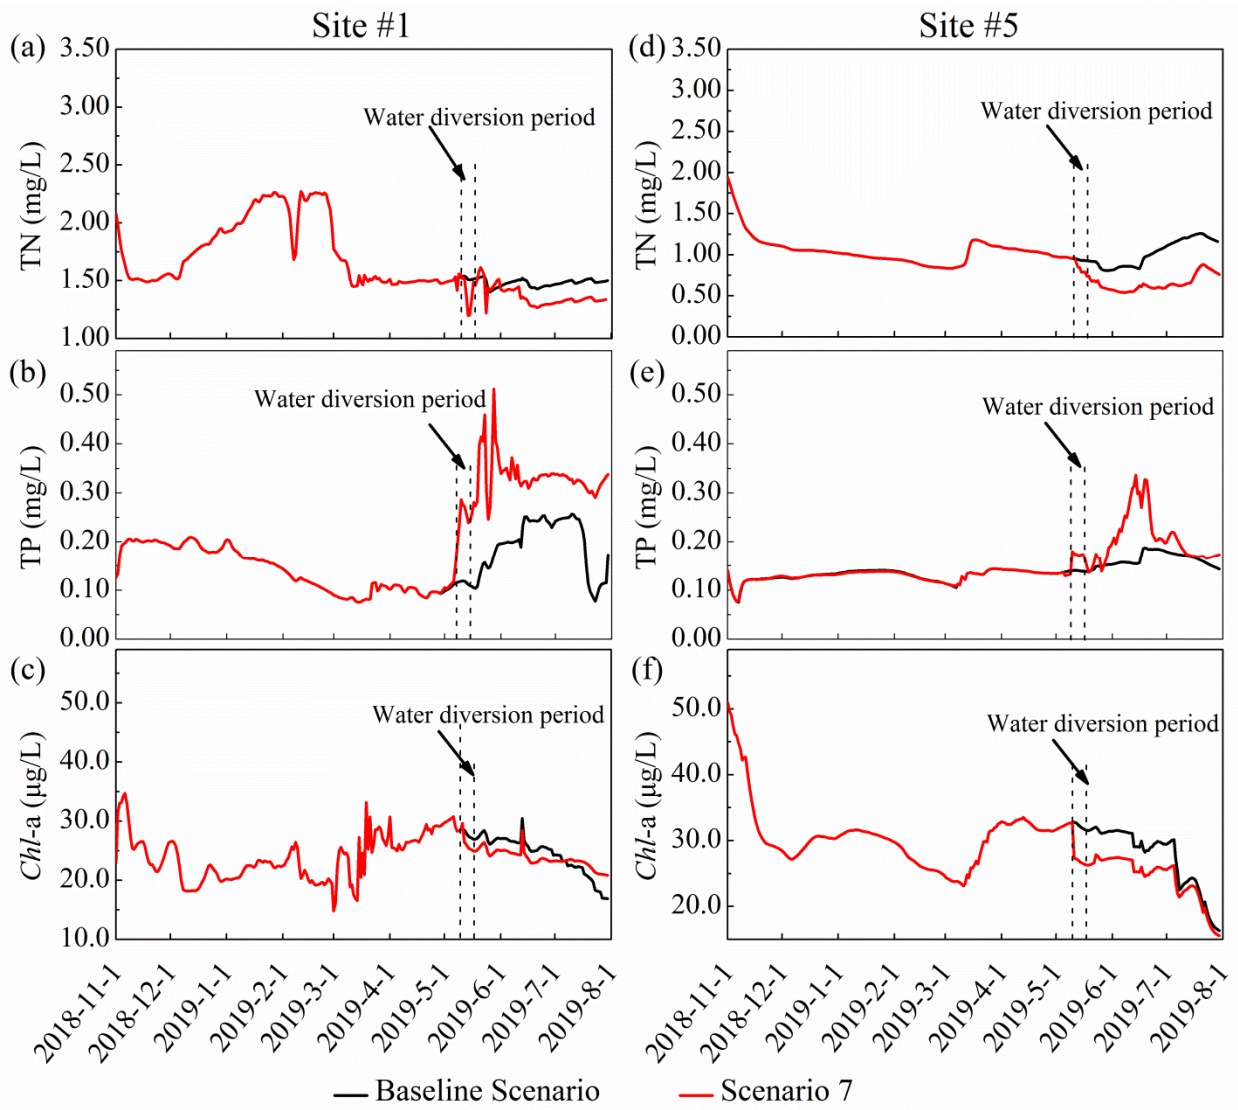 Site #1
Site #5
(a)
3.50
3.00
2.50
2.00
1.50
1.00
TN (mg/L)
Water diversion period
(d)
3.50
3.00
2.50
2.00
1.50
1.00
0.50
0.00
TN (mg/L)
Water diversion period
(b)
0.50
0.40
0.30
0.20
0.10
0.00
TP (mg/L)
Water diversion period
(e)
0.50
0.40
0.30
0.20
0.10
0.00
TP (mg/L)
Water diversion period
(c)
50.0
40.0
30.0
20.0
10.0
Chl-a (μg/L)
Water diversion period
(f)
50.0
40.0
30.0
20.0
Chl-a (μg/L)
Water diversion period
2018-11-1
2018-12-1
2019-1-1
2019-2-1
2019-3-1
2019-4-1
2019-5-1
2019-6-1
2019-7-1
2019-8-1
2018-11-1
2018-12-1
2019-1-1
2019-2-1
2019-3-1
2019-4-1
2019-5-1
2019-6-1
2019-7-1
2019-8-1
Baseline Scenario
Scenario 7